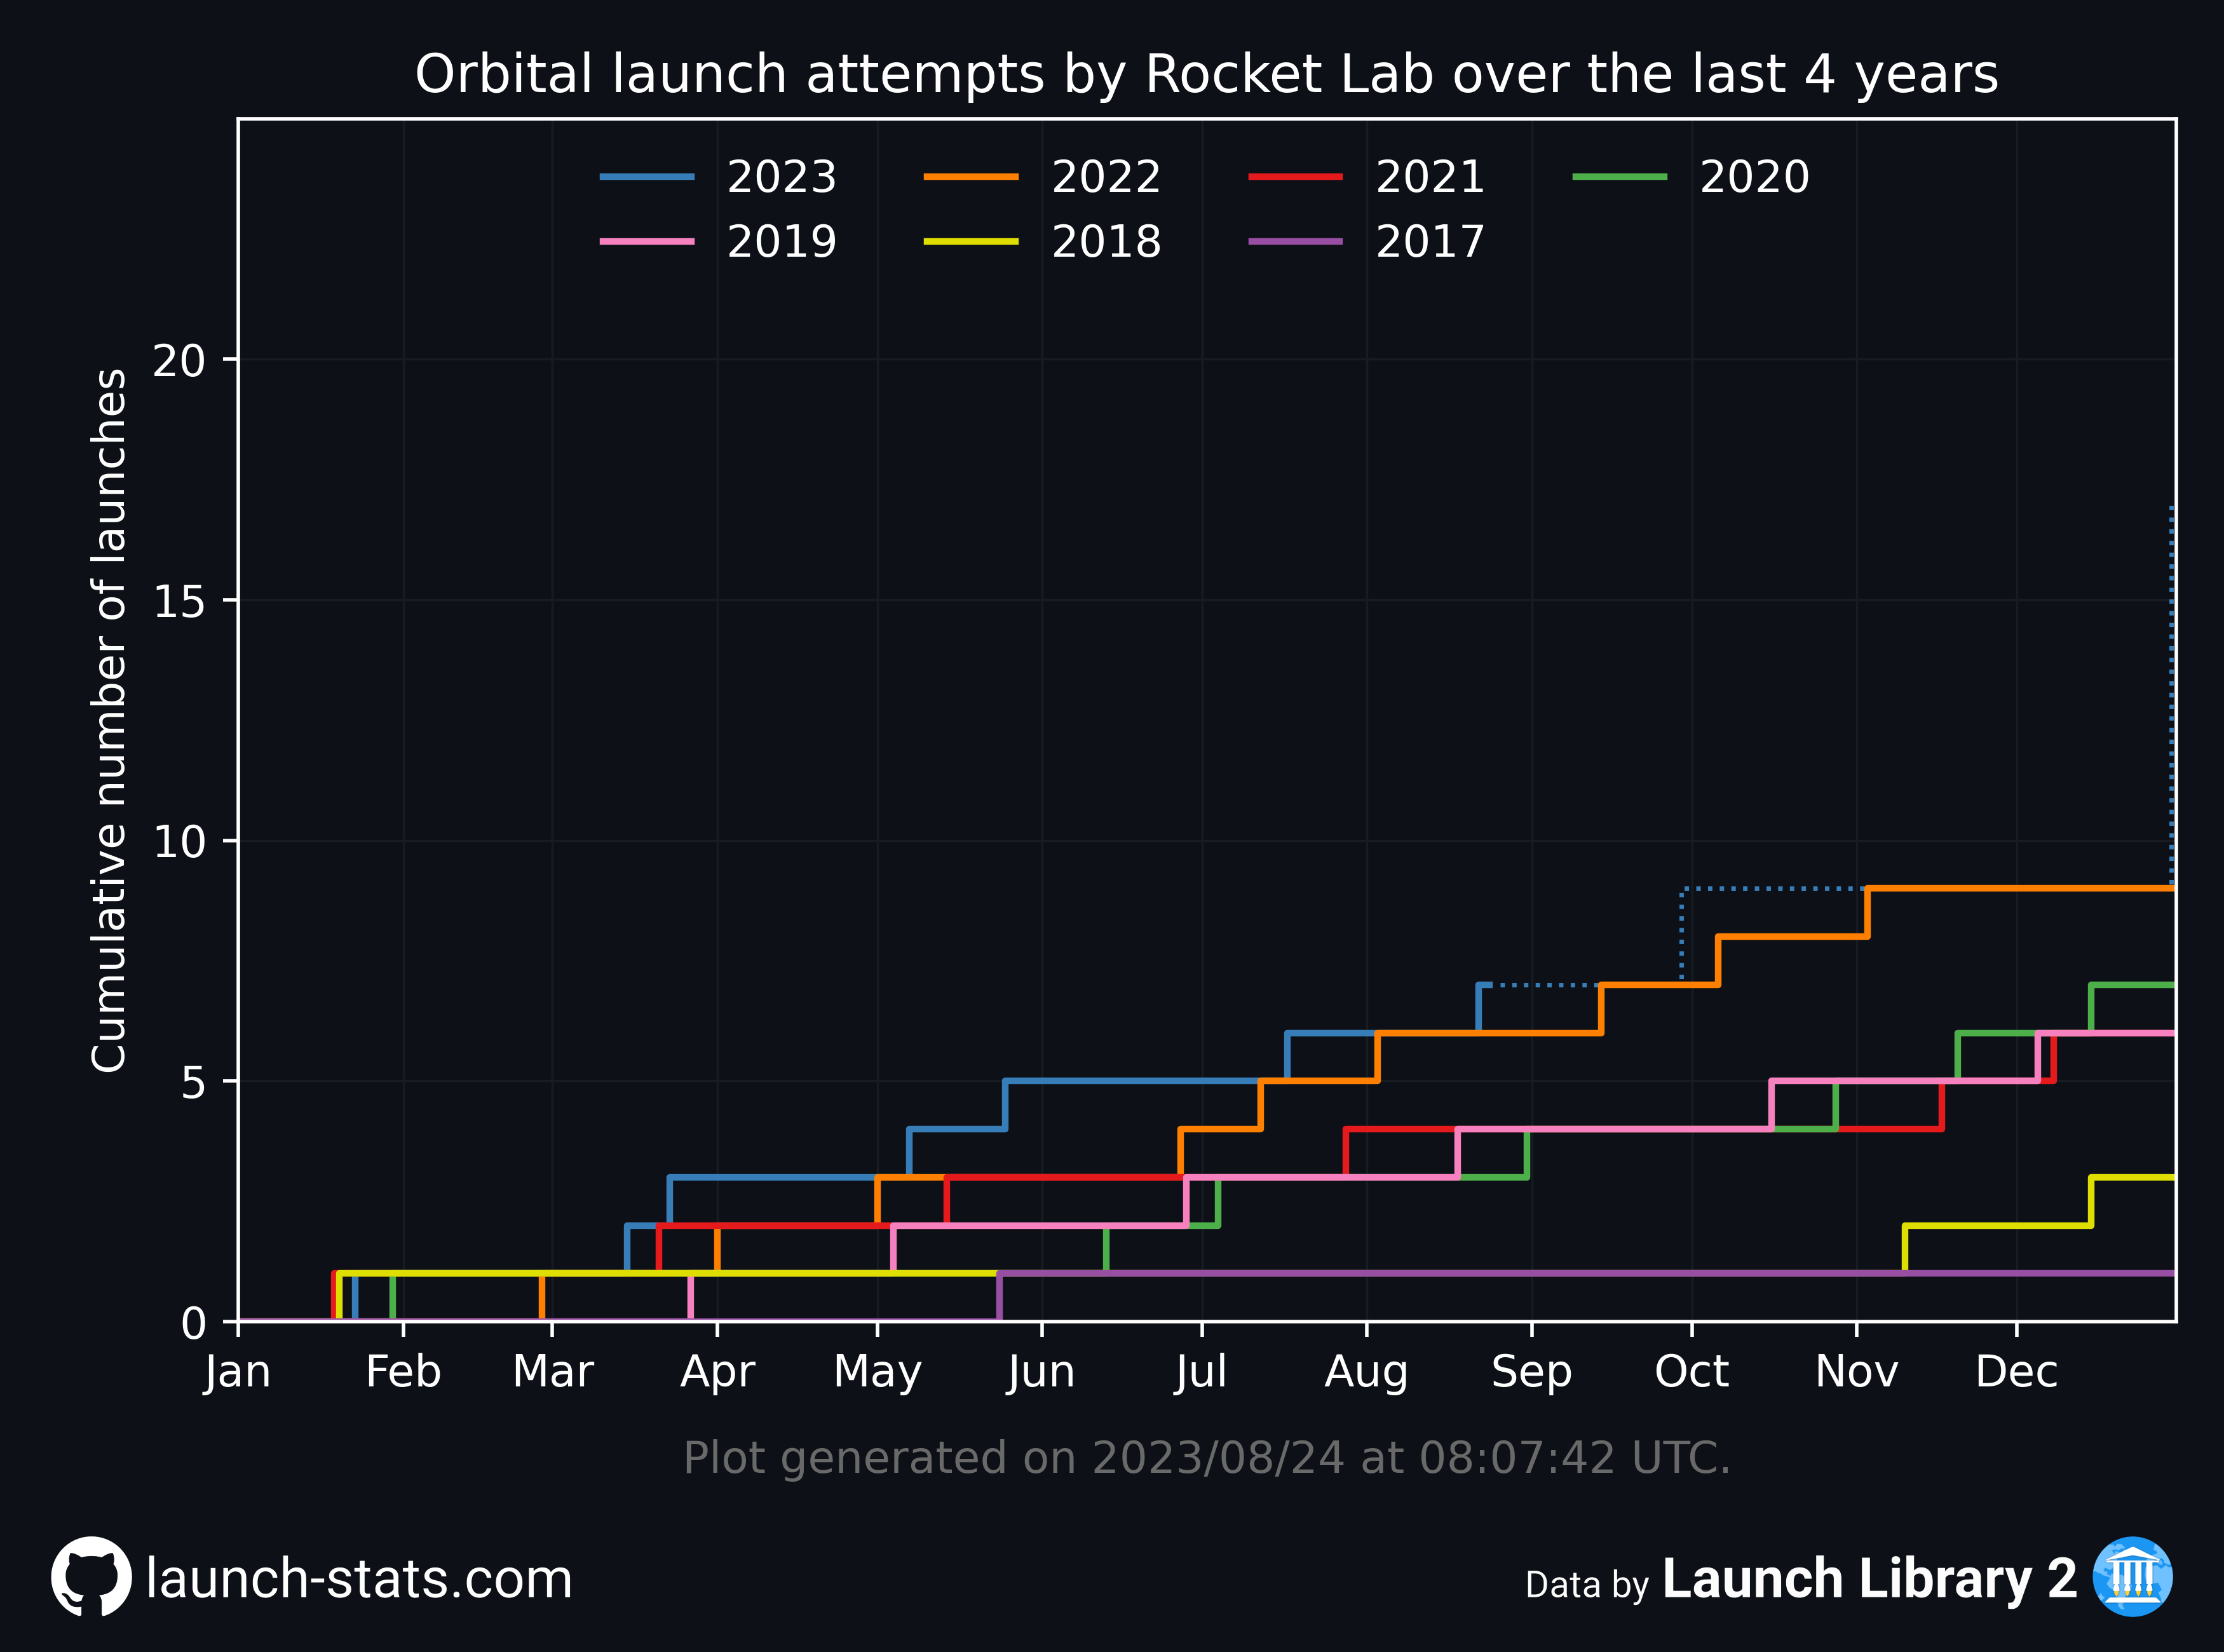 Orbital launch attempts by Rocket Lab over the last 4 years
2023 2022 2021 2020
2019 2018 2017
Cumulative number of launches
20
15
10
5
0
Jan Feb Mar Apr May Jun Jul Aug Sep Oct Nov Dec
Plot generated on 2023/08/24 at 08:07:42 UTC.
launch-stats.com
Data by Launch Library 2